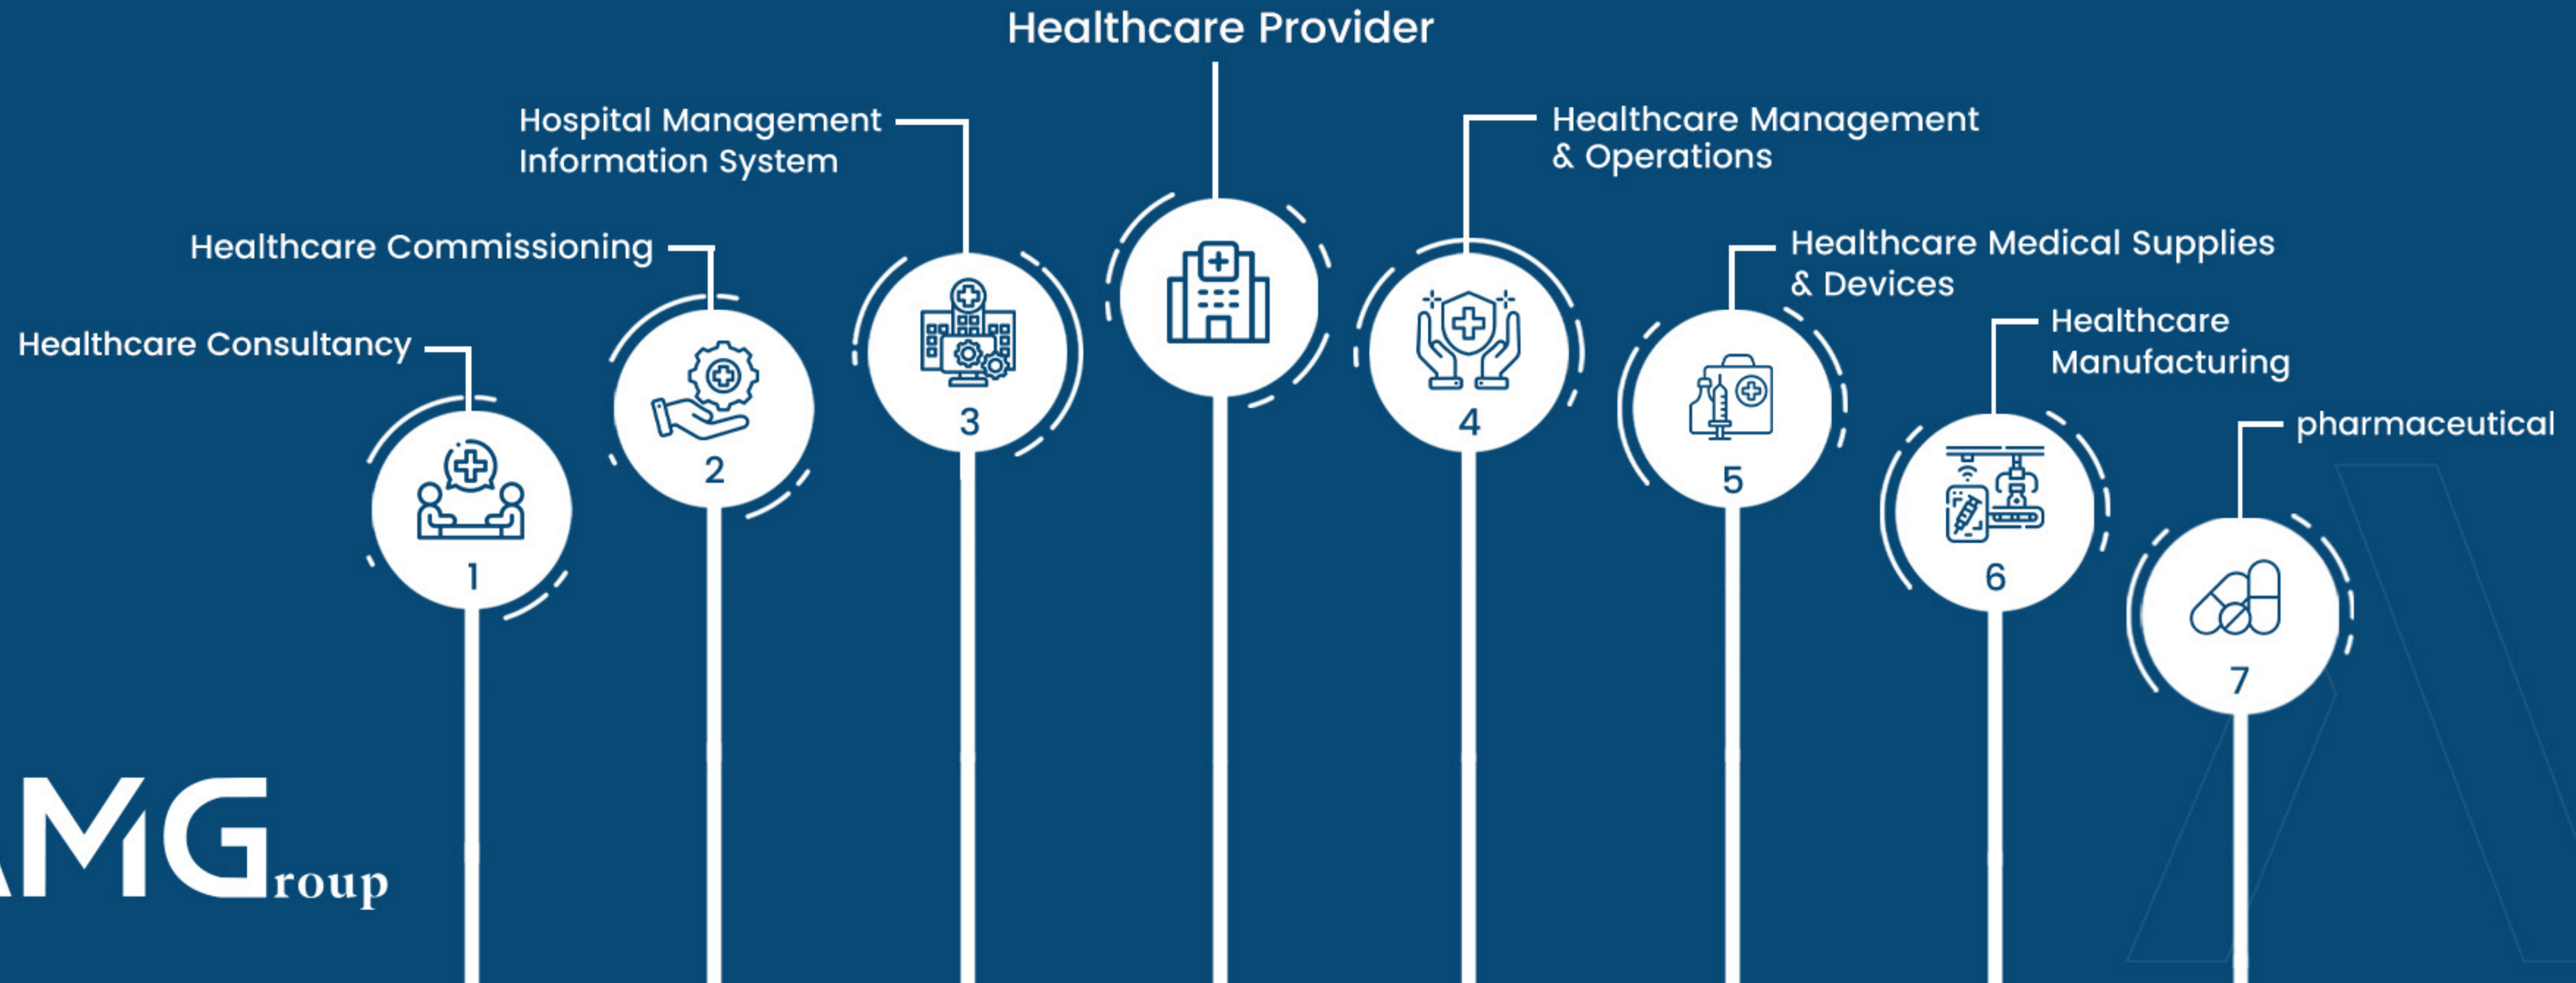 Healthcare Provider
Hospital Management
Information System
Healthcare Management
& Operations
Healthcare Commissioning
Healthcare Medical Supplies
& Devices
Healthcare Consultancy
Healthcare
Manufacturing
pharmaceutical
1
2
3
4
5
6
7
AMGroup